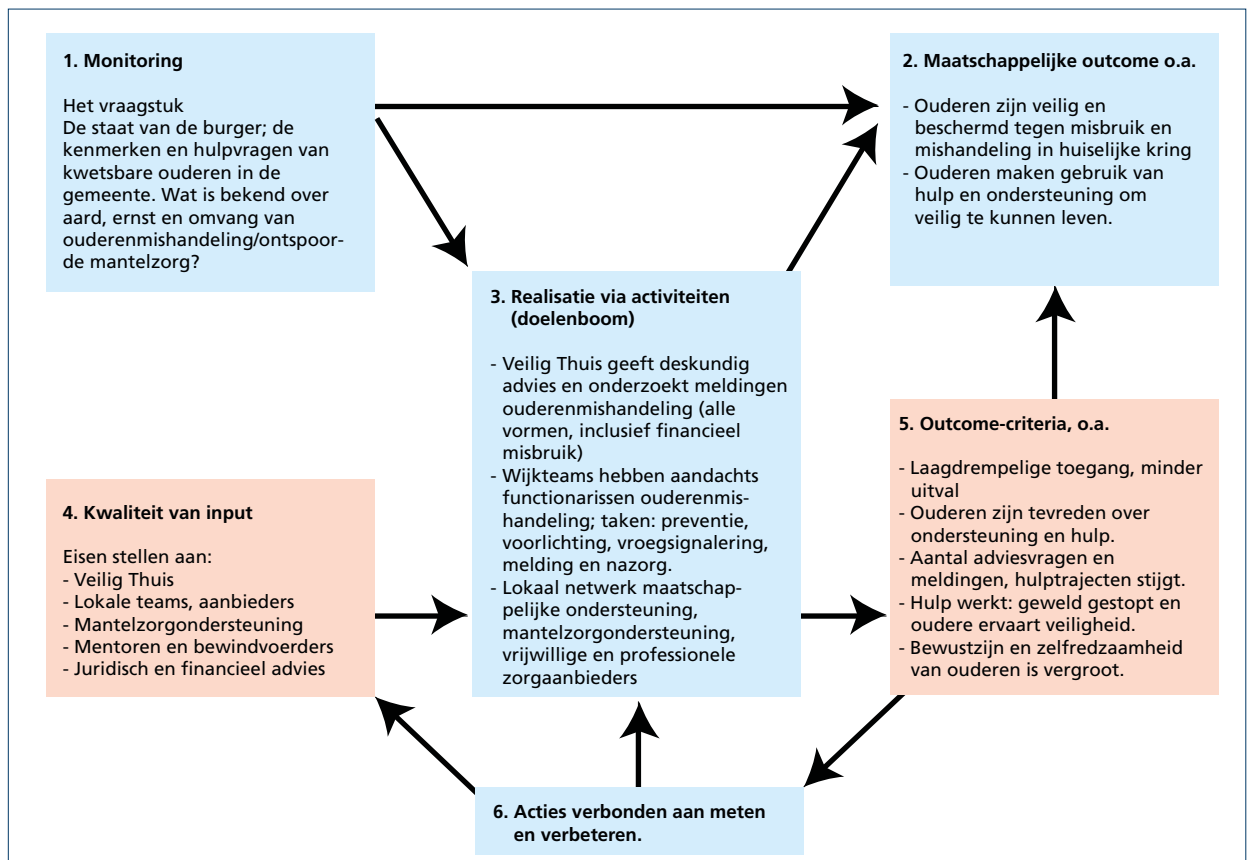 1. Monitoring
Het vraagstuk
De staat van de burger; de
kenmerken en hulpvragen van
kwetsbare ouderen in de
gemeente. Wat is bekend over
aard, ernst en omvang van
ouderenmishandeling/ontspoor-
de mantelzorg?
2. Maatschappelijke outcome o.a.
- Ouderen zijn veilig en
beschermd tegen misbruik en
mishandeling in huiselijke kring
- Ouderen maken gebruik van
hulp en ondersteuning om
veilig te kunnen leven.
3. Realisatie via activiteiten
(doelenboom)
- Veilig Thuis geeft deskundig
advies en onderzoekt meldingen
ouderenmishandeling (alle
vormen, inclusief financieel
misbruik)
- Wijkteams hebben aandachts
functionarissen ouderenmis-
handeling; taken: preventie,
voorlichting, vroegsignalering,
melding en nazorg.
- Lokaal netwerk maatschap-
pelijke ondersteuning,
mantelzorgondersteuning,
vrijwillige en professionele
zorgaanbieders
4. Kwaliteit van input
Eisen stellen aan:
- Veilig Thuis
- Lokale teams, aanbieders
- Mantelzorgondersteuning
- Mentoren en bewindvoerders
- Juridisch en financieel advies
5. Outcome-criteria, o.a.
- Laagdrempelige toegang, minder
uitval
- Ouderen zijn tevreden over
ondersteuning en hulp.
- Aantal adviesvragen en
meldingen, hulptrajecten stijgt.
- Hulp werkt: geweld gestopt en
oudere ervaart veiligheid.
- Bewustzijn en zelfredzaamheid
van ouderen is vergroot.
6. Acties verbonden aan meten
en verbeteren.